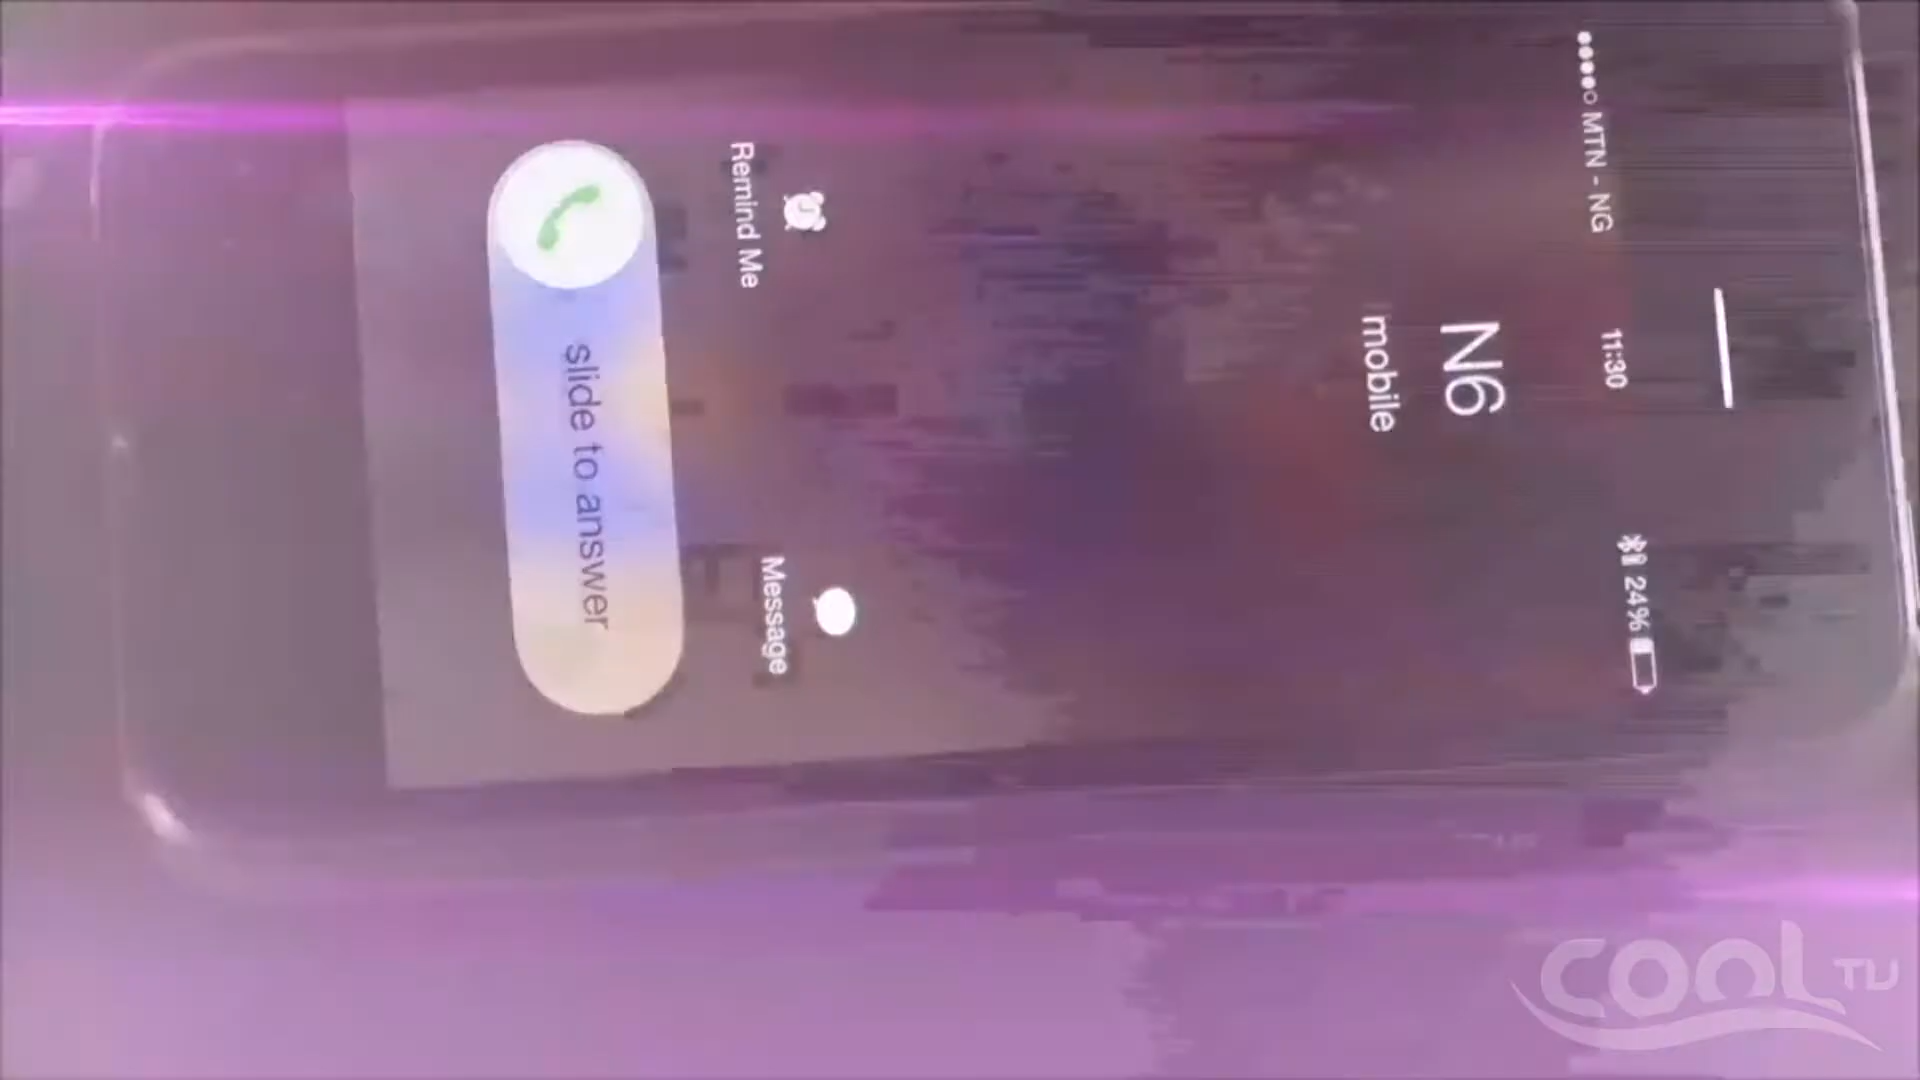 MTN - NG
11:30
24%
N6
mobile
Remind Me
Message
slide to answer
COOL TV